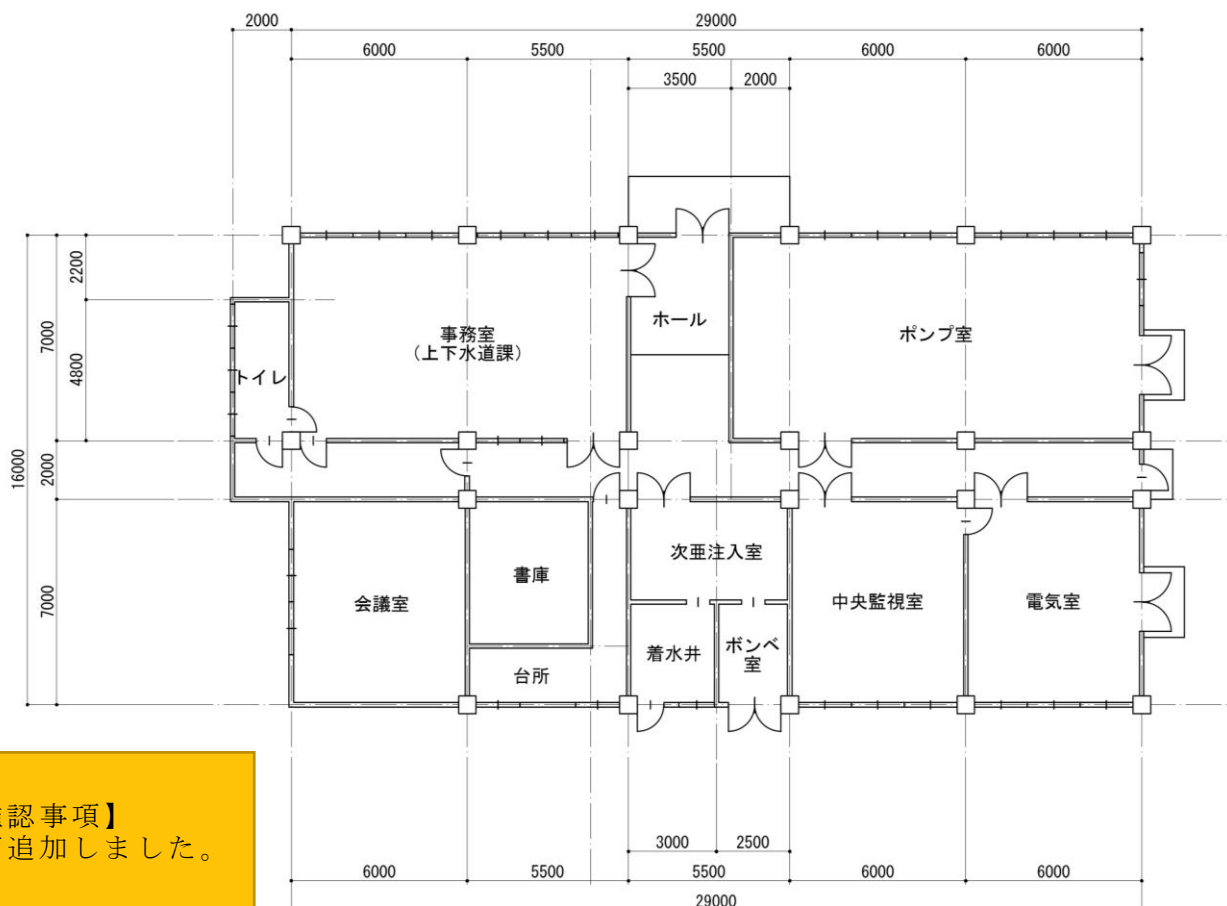 2000
29000
6000
5500
5500
6000
6000
3500
2000
2200
7000
4800
16000
2000
7000
事務室
(上下水道課)
ホール
ポンプ室
トイレ
次亜注入室
書庫
会議室
中央監視室
電気室
着水井
ボンベ
室
台所
認事項】
追加しました。
3000
2500
6000
5500
5500
6000
6000
29000